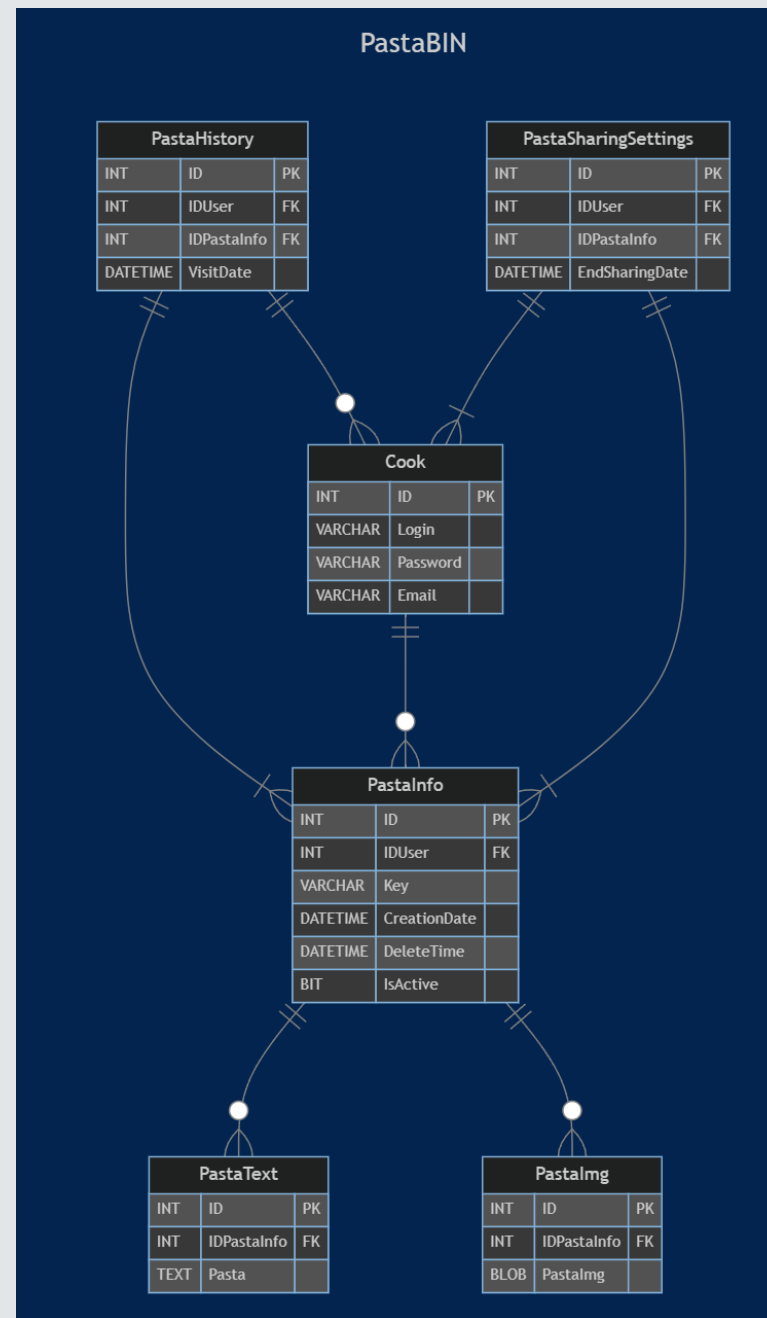 PastaBIN
PastaHistory
INT ID PK
INT IDUser FK
INT IDPastaInfo FK
DATETIME VisitDate
PastaSharingSettings
INT ID PK
INT IDUser FK
INT IDPastaInfo FK
DATETIME EndSharingDate
Cook
INT ID PK
VARCHAR Login
VARCHAR Password
VARCHAR Email
PastaInfo
INT ID PK
INT IDUser FK
VARCHAR Key
DATETIME CreationDate
DATETIME DeleteTime
BIT IsActive
PastaText
INT ID PK
INT IDPastaInfo FK
TEXT Pasta
PastaImg
INT ID PK
INT IDPastaInfo FK
BLOB PastaImg